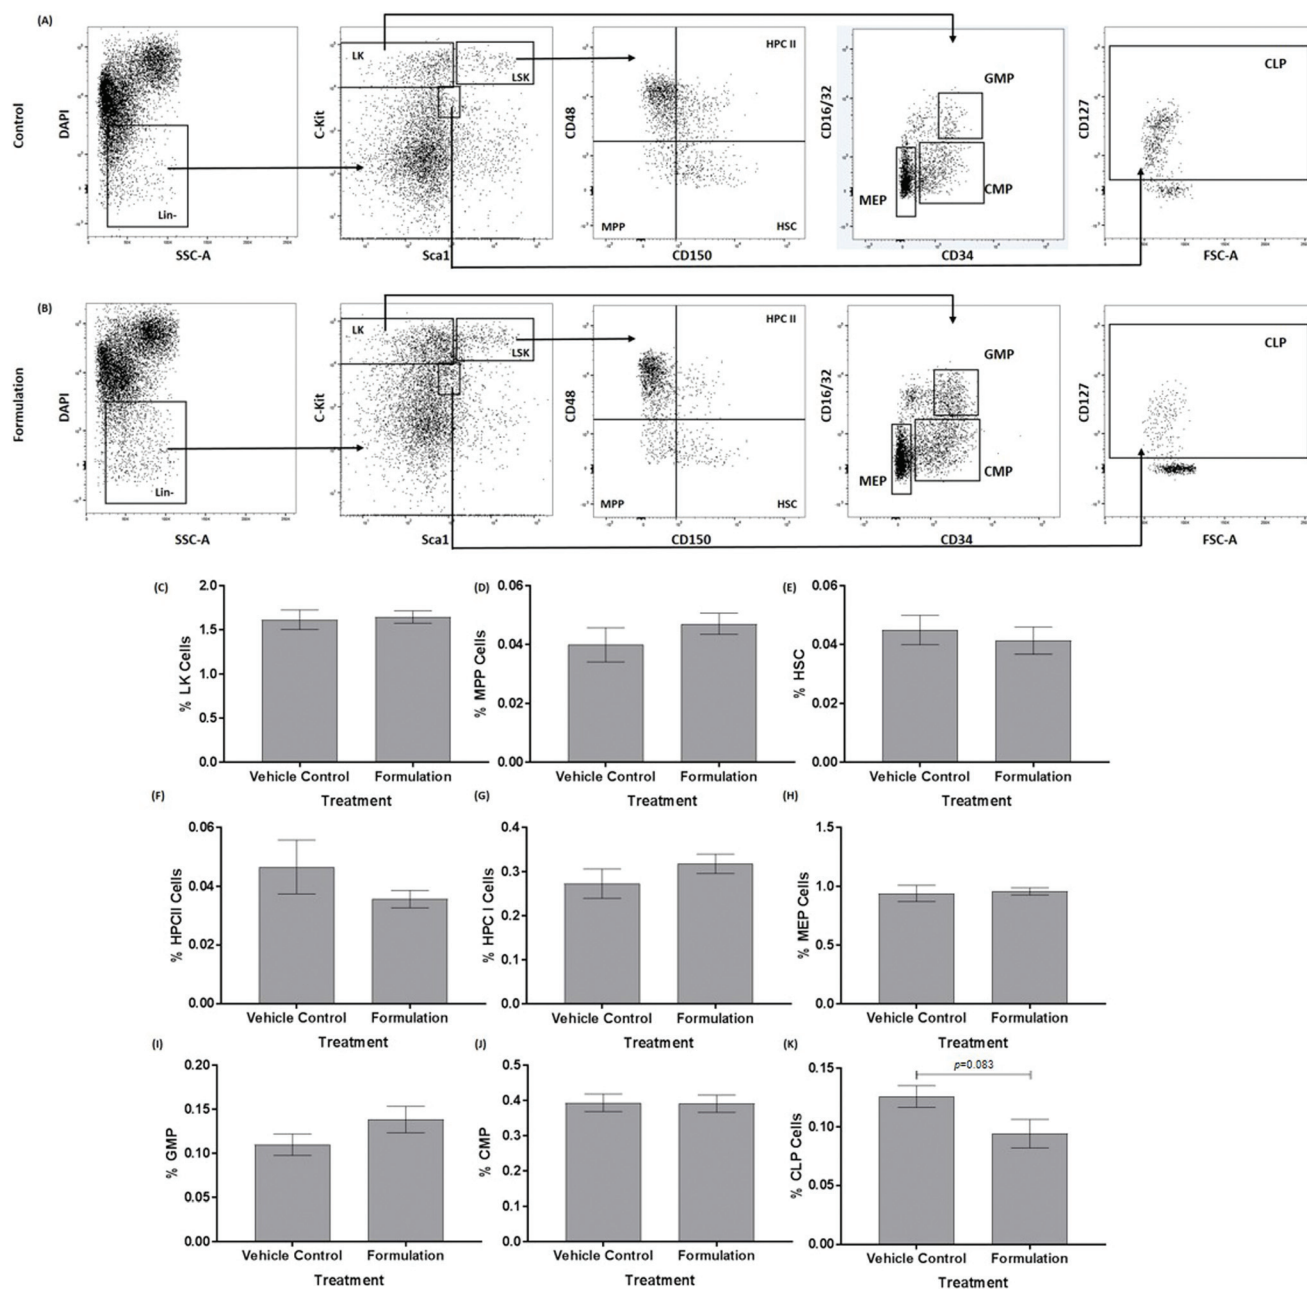 (A)
Control
DAPI
Lin-
SSC-A
C-Kit
LK
LSK
Sca1
CD48
HPC II
MPP
HSC
CD150
CD16/32
GMP
MEP
CMP
CD34
CD127
CLP
FSC-A
(B)
Formulation
DAPI
Lin-
SSC-A
C-Kit
LK
LSK
Sca1
CD48
HPC II
MPP
HSC
CD150
CD16/32
GMP
MEP
CMP
CD34
CD127
CLP
FSC-A
(C)
% LK Cells
2.0
1.5
1.0
0.5
0.0
Vehicle Control Formulation
Treatment
(D)
% MPP Cells
0.06
0.04
0.02
0.00
Vehicle Control Formulation
Treatment
(E)
% HSC
0.06
0.04
0.02
0.00
Vehicle Control Formulation
Treatment
(F)
% HPCII Cells
0.06
0.04
0.02
0.00
Vehicle Control Formulation
Treatment
(G)
% HPC I Cells
0.4
0.3
0.2
0.1
0.0
Vehicle Control Formulation
Treatment
(H)
% MEP Cells
1.5
1.0
0.5
0.0
Vehicle Control Formulation
Treatment
(I)
% GMP
0.20
0.15
0.10
0.05
0.00
Vehicle Control Formulation
Treatment
(J)
% CMP
0.5
0.4
0.3
0.2
0.1
0.0
Vehicle Control Formulation
Treatment
(K)
p=0.083
% CLP Cells
0.15
0.10
0.05
0.00
Vehicle Control Formulation
Treatment